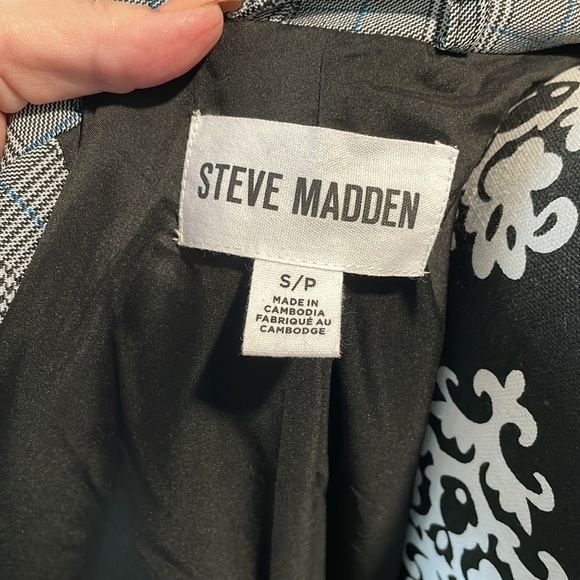 STEVE MADDEN
S/P
MADE IN
CAMBODIA
FABRIQUÉ AU
CAMBODGE